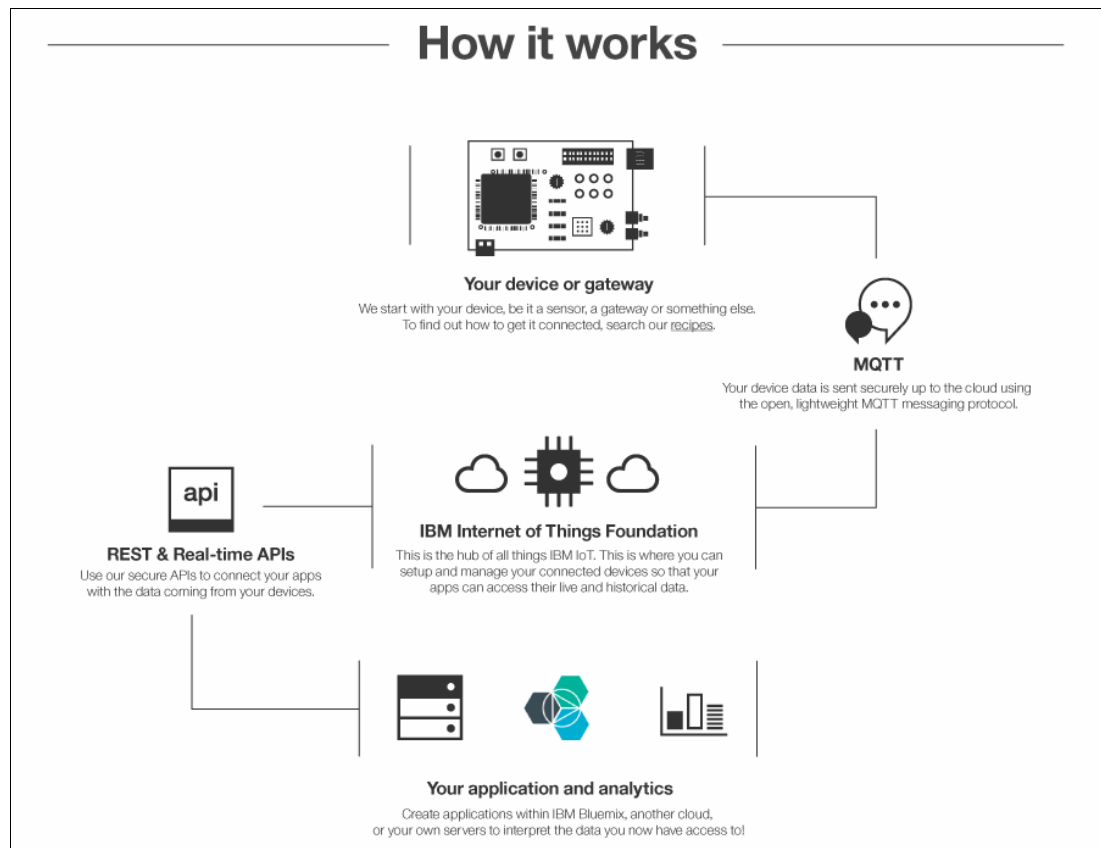 How it works
Your device or gateway
We start with your device, be it a sensor, a gateway or something else.
To find out how to get it connected, search our recipes.
MQTT
Your device data is sent securely up to the cloud using
the open, lightweight MQTT messaging protocol.
api
REST & Real-time APIs
Use our secure APIs to connect your apps
with the data coming from your devices.
IBM Internet of Things Foundation
This is the hub of all things IBM IoT. This is where you can
setup and manage your connected devices so that your
apps can access their live and historical data.
Your application and analytics
Create applications within IBM Bluemix, another cloud,
or your own servers to interpret the data you now have access to!